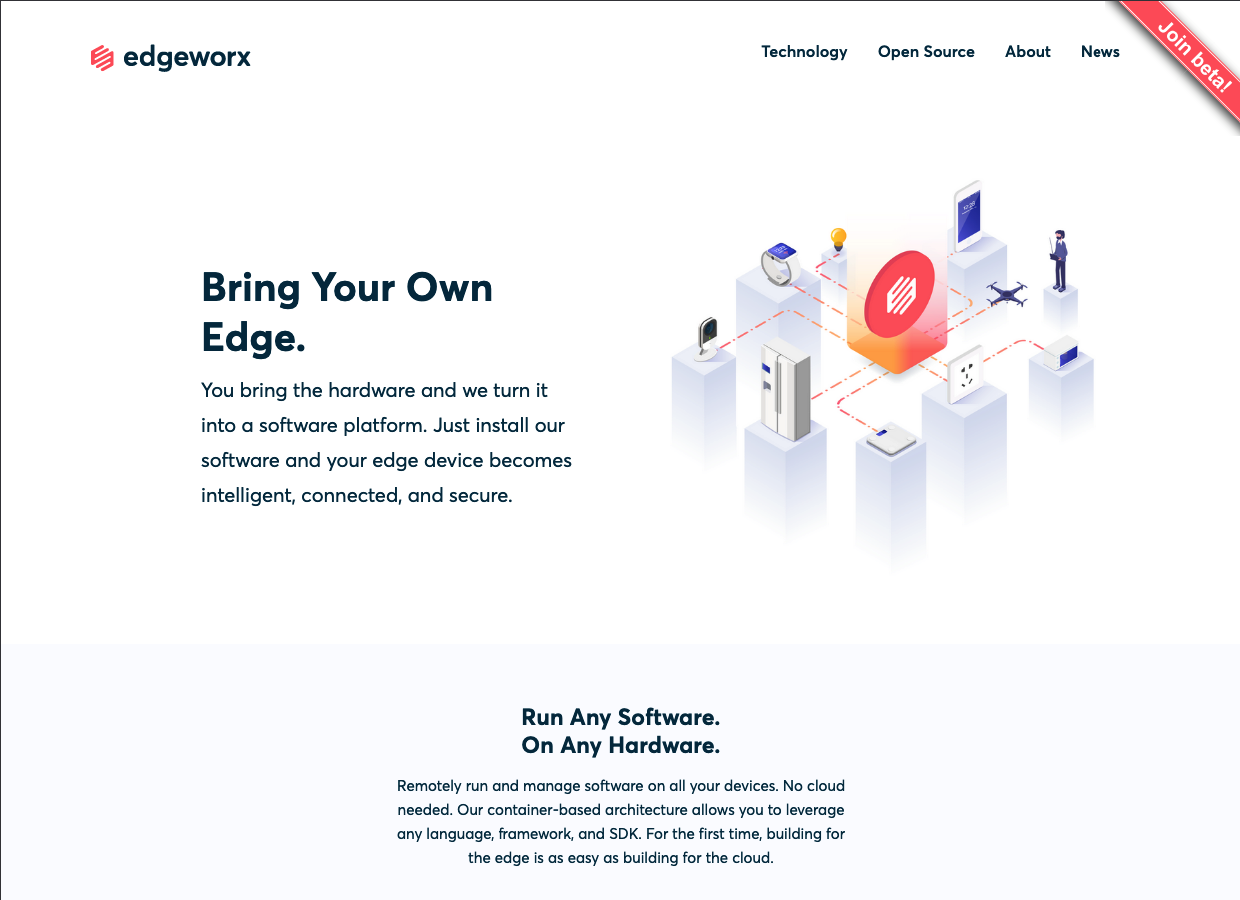 edgeworx
Technology
Open Source
About
News
Join beta!
Bring Your Own
Edge.
You bring the hardware and we turn it
into a software platform. Just install our
software and your edge device becomes
intelligent, connected, and secure.
Run Any Software.
On Any Hardware.
Remotely run and manage software on all your devices. No cloud
needed. Our container-based architecture allows you to leverage
any language, framework, and SDK. For the first time, building for
the edge is as easy as building for the cloud.